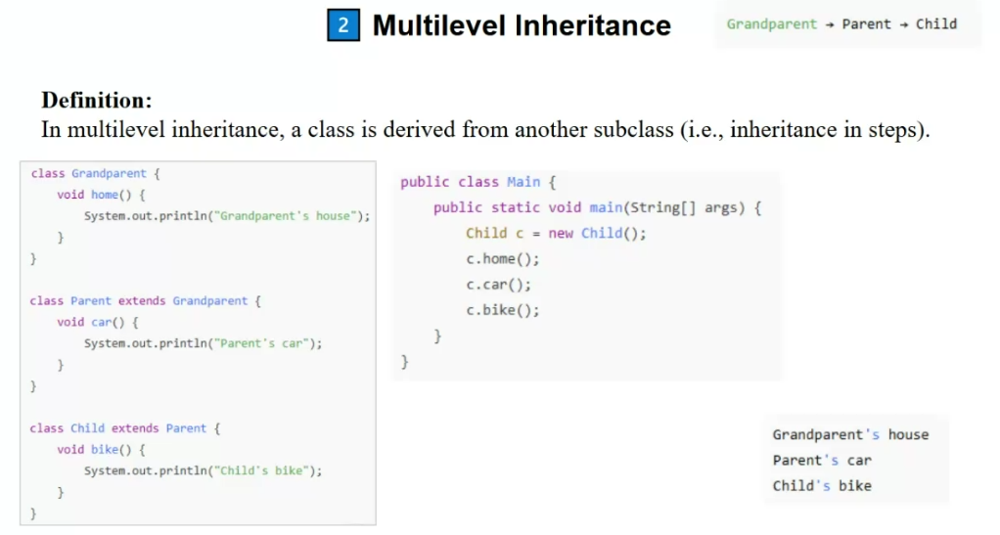 2 Multilevel Inheritance
Grandparent → Parent → Child
Definition:
In multilevel inheritance, a class is derived from another subclass (i.e., inheritance in steps).
class Grandparent {
    void home() {
        System.out.println("Grandparent's house");
    }
}
class Parent extends Grandparent {
    void car() {
        System.out.println("Parent's car");
    }
}
class Child extends Parent {
    void bike() {
        System.out.println("Child's bike");
    }
}
public class Main {
    public static void main(String[] args) {
        Child c = new Child();
        c.home();
        c.car();
        c.bike();
    }
}
Grandparent's house
Parent's car
Child's bike